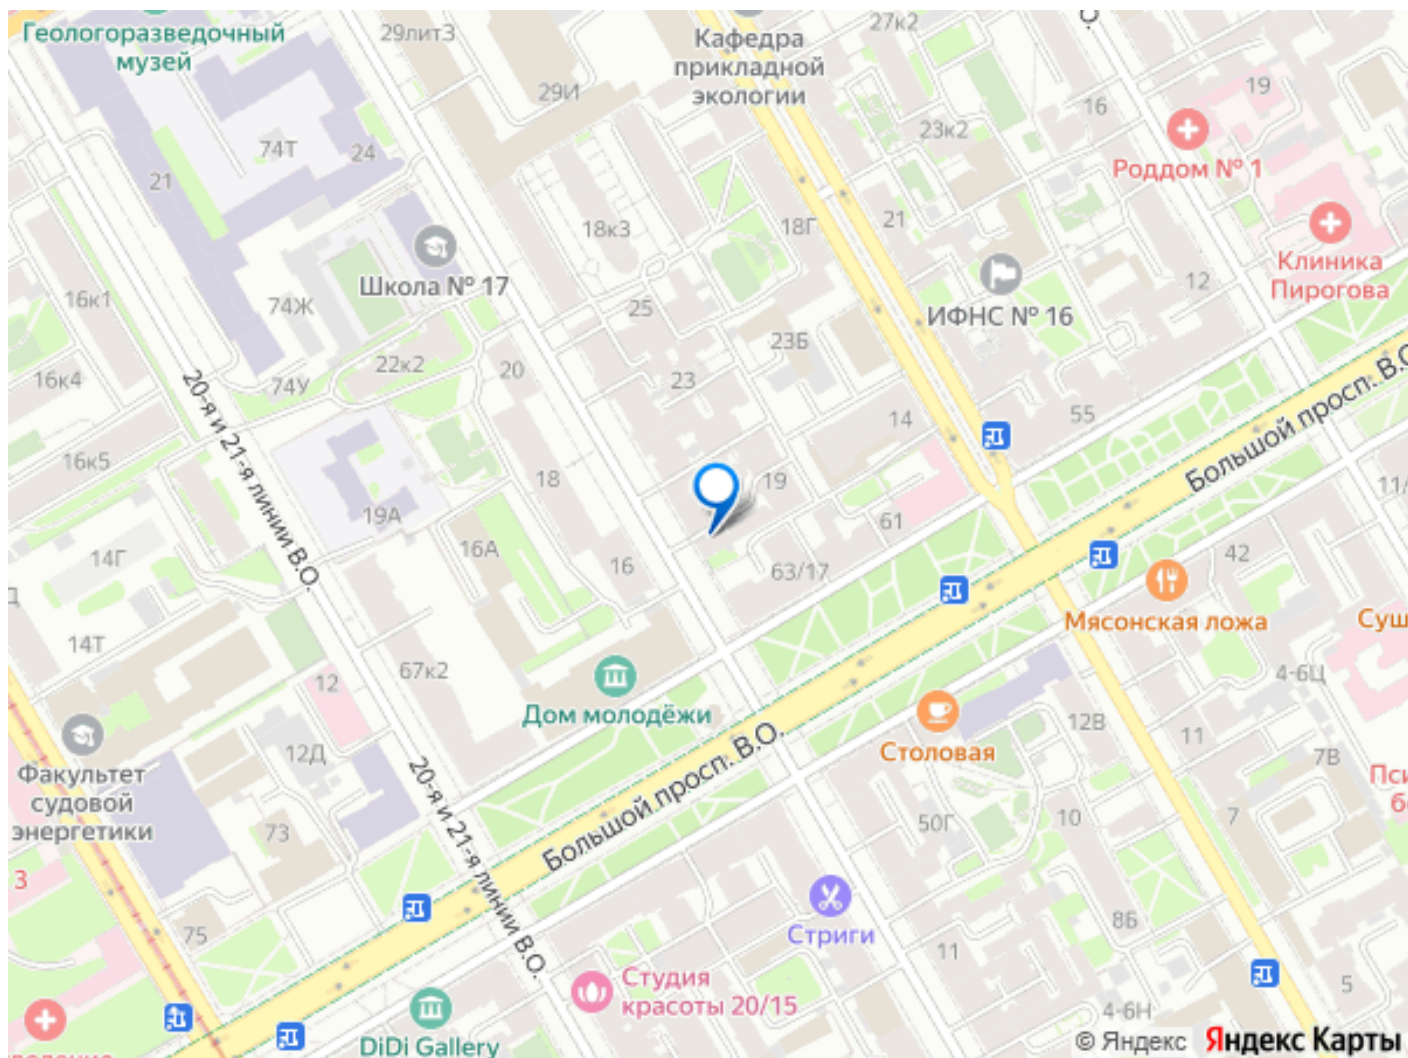 Геологоразведочный
музей
29лит3
Кафедра
прикладной
экологии
27к2
29И
19
16
23к2
74Т
24
21
Роддом № 1
18к3
18Г
21
Школа № 17
Клиника
Пирогова
12
16к1
74Ж
25
ИФНС № 16
23Б
16к4
22к2
20
74У
23
20-я и 21-я линии В.О.
14
55
Большой просп. В.О.
16к5
18
19
11/
19А
61
16А
14Г
16
63/17
42
Мясонская ложа
14Т
67к2
12
4-6Ц
Дом молодёжи
12В
11
12Д
Столовая
7В
Факультет
судовой
энергетики
20-я и 21-я линии В.О.
Большой просп. В.О.
73
50Г
10
7
3
75
Стриги
11
8Б
Студия
красоты 20/15
5
4-6Н
DiDi Gallery
© Яндекс
Яндекс Карты